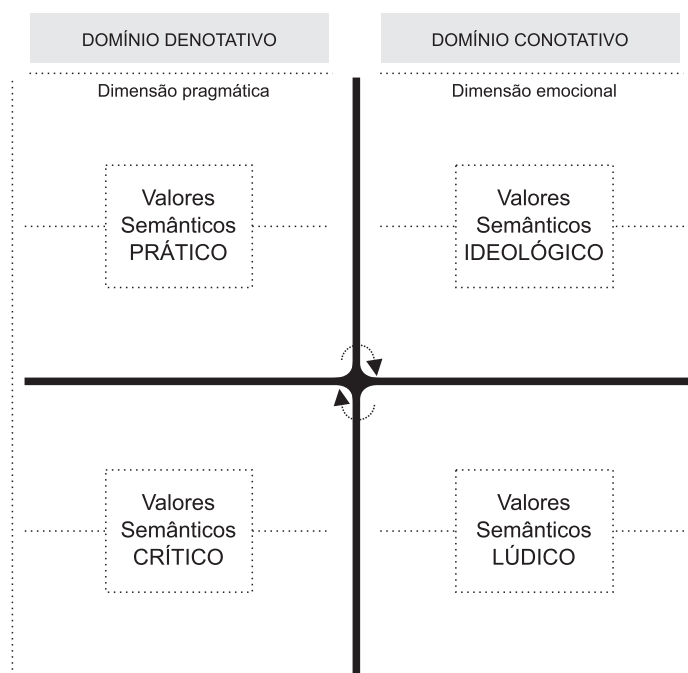 DOMÍNIO DENOTATIVO
DOMÍNIO CONOTATIVO
Dimensão pragmática
Dimensão emocional
Valores
Semânticos
PRÁTICO
Valores
Semânticos
IDEOLÓGICO
Valores
Semânticos
CRÍTICO
Valores
Semânticos
LÚDICO